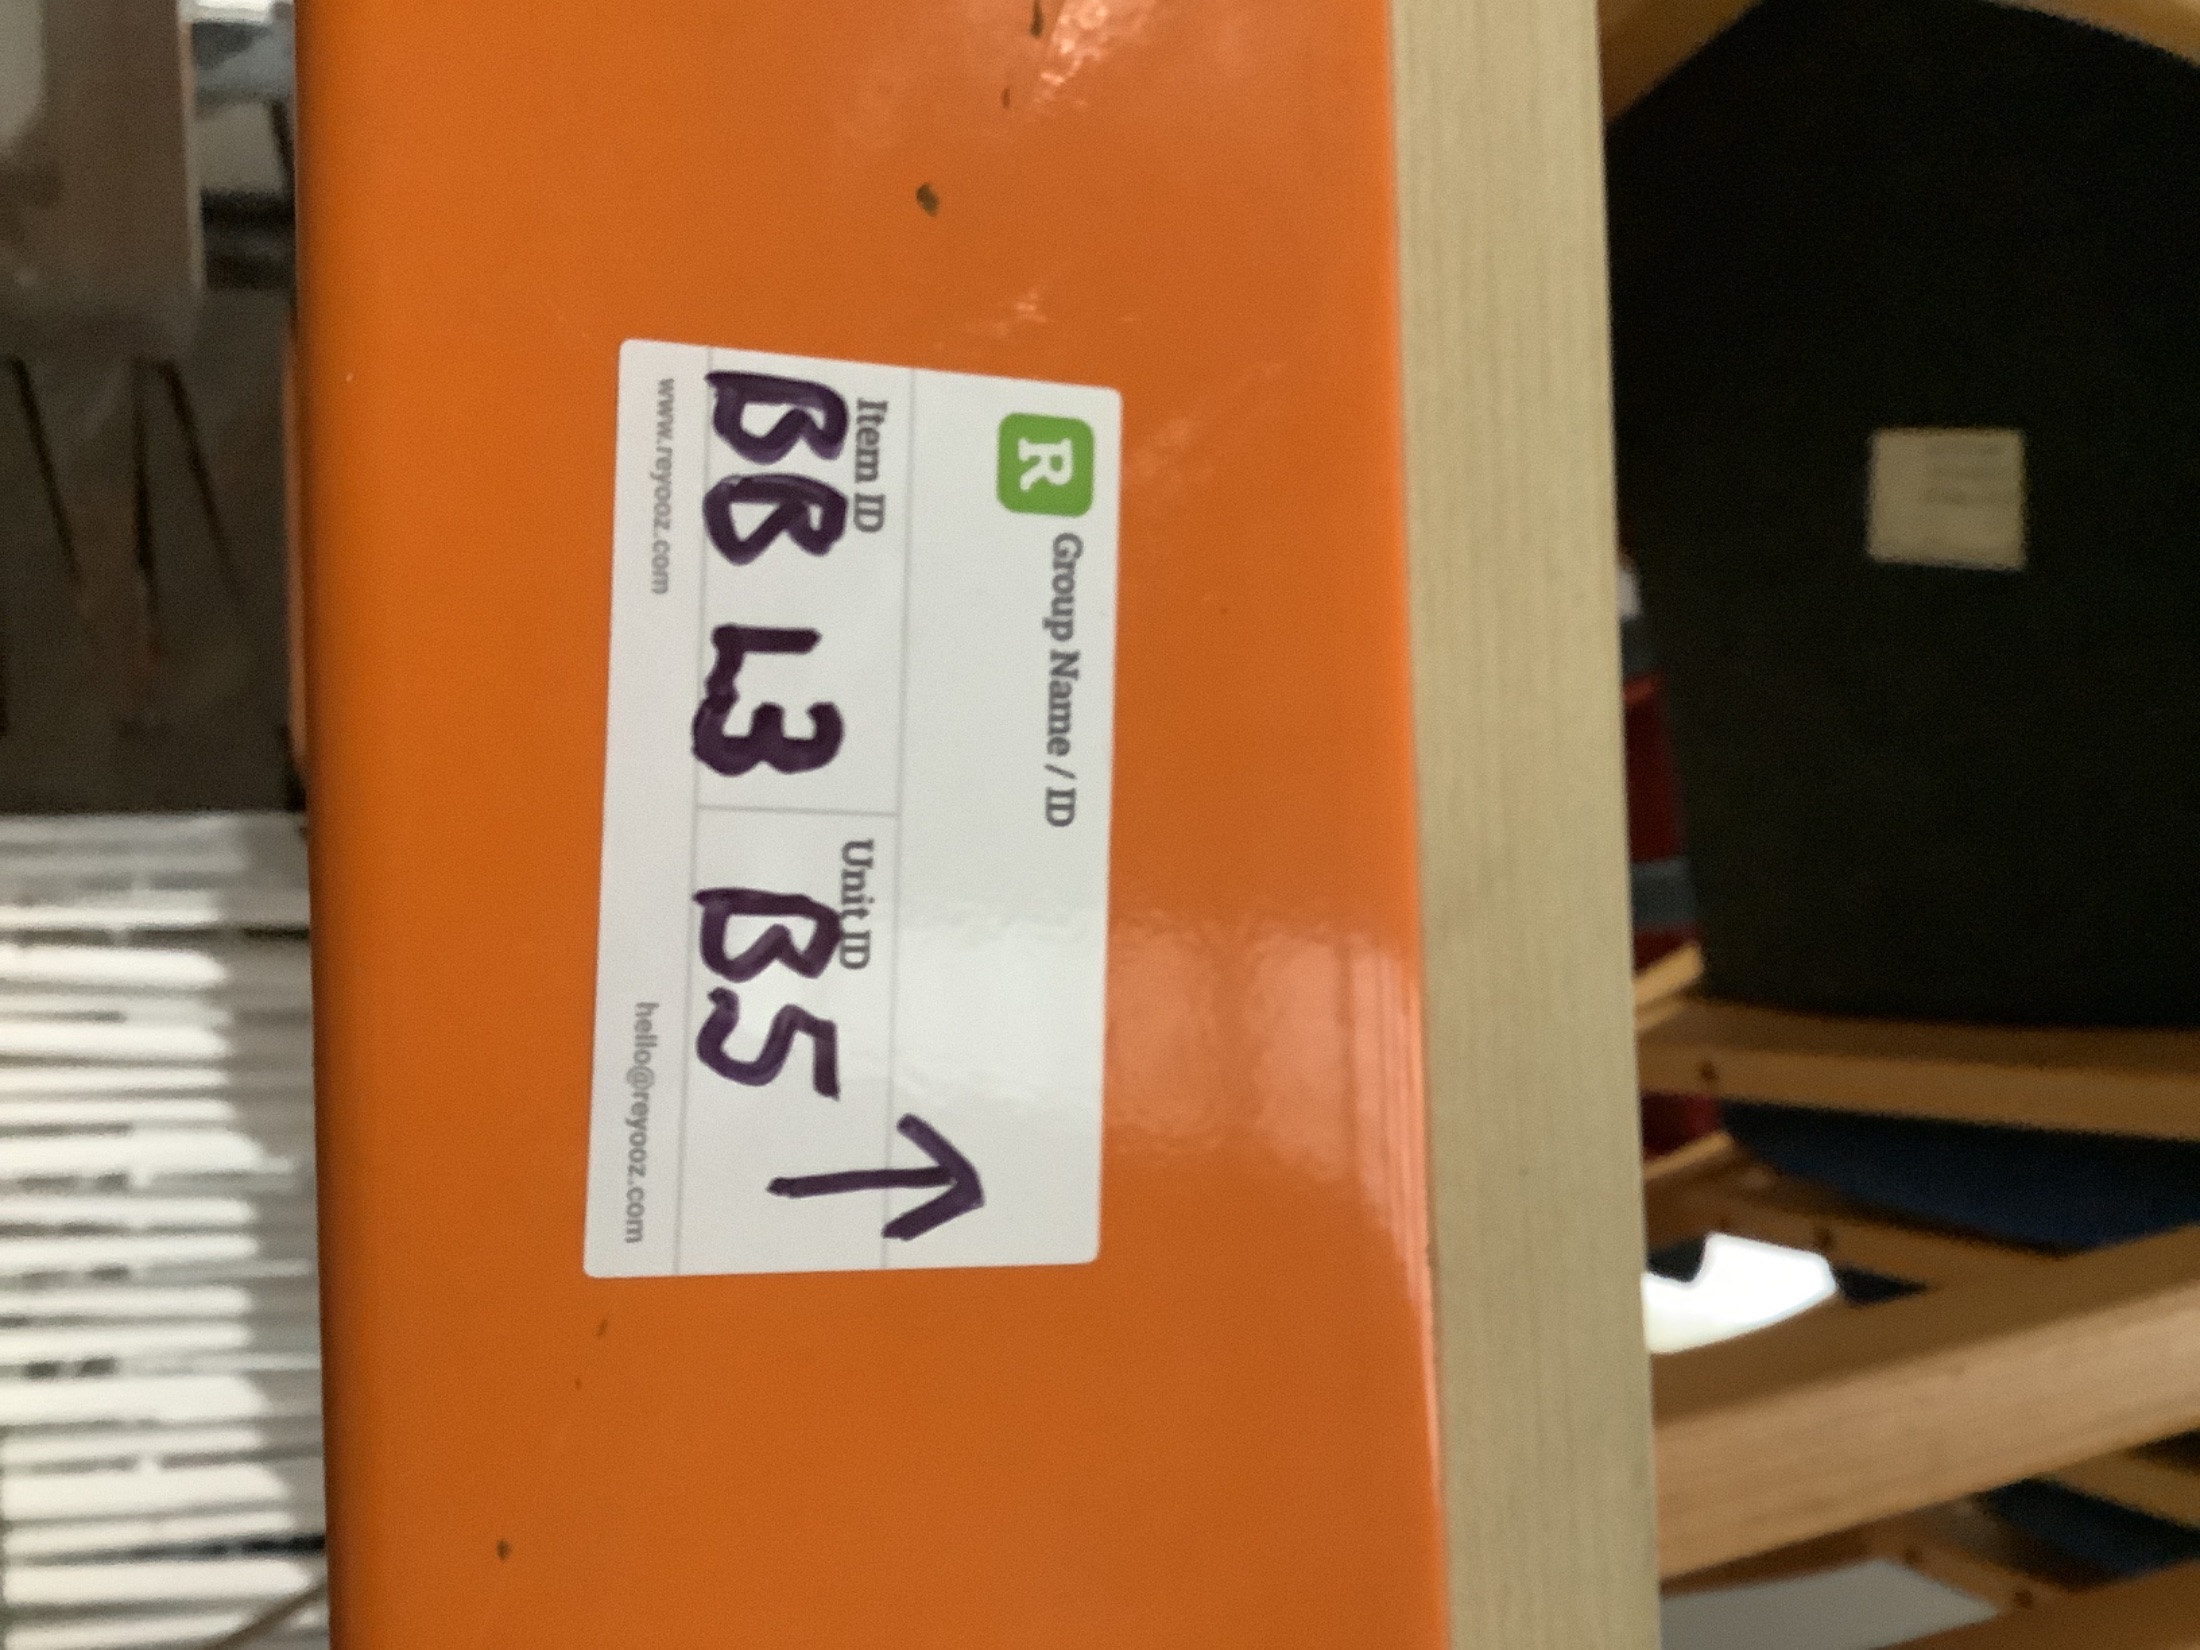 R Group Name / ID
Item ID Unit ID
BB L3 B5 ↑
www.reyooz.com hello@reyooz.com